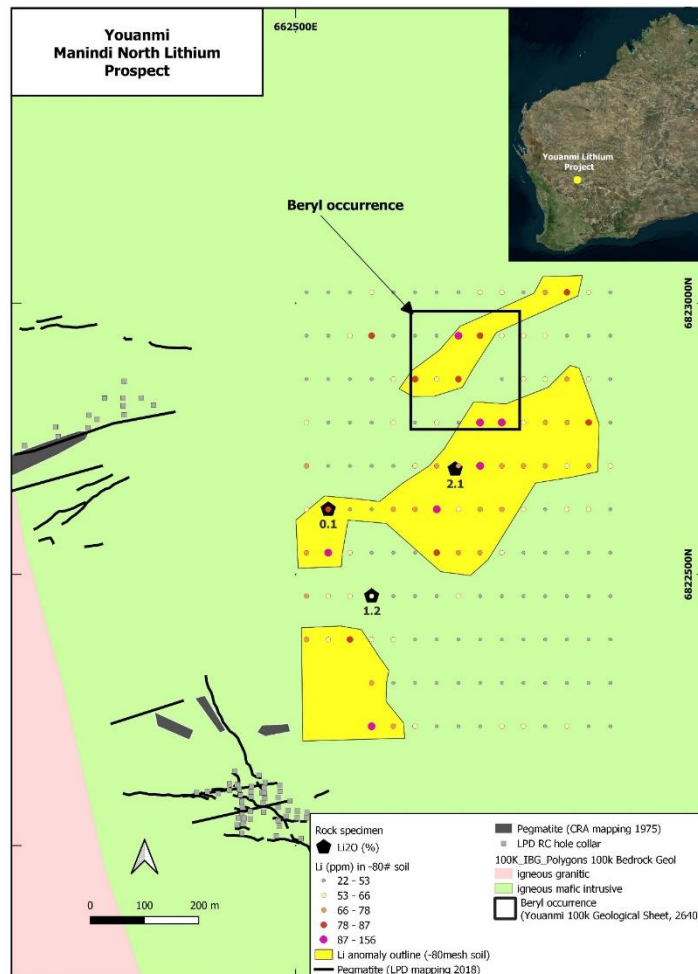 Youanmi
Manindi North Lithium
Prospect
662500E
Youanmi Lithium
Project
Beryl occurrence
6823000N
2.1
0.1
6822500N
1.2
0
100
200 m
Rock specimen
Li2O (%)
Li (ppm) in -80# soil
22 - 53
53 - 66
66 - 78
78 - 87
87 - 156
Li anomaly outline (-80mesh soil)
Pegmatite (LPD mapping 2018)
Pegmatite (CRA mapping 1975)
LPD RC hole collar
100K_IBG_Polygons 100k Bedrock Geol
igneous granitic
igneous mafic intrusive
Beryl occurrence
(Youanmi 100k Geological Sheet, 2640